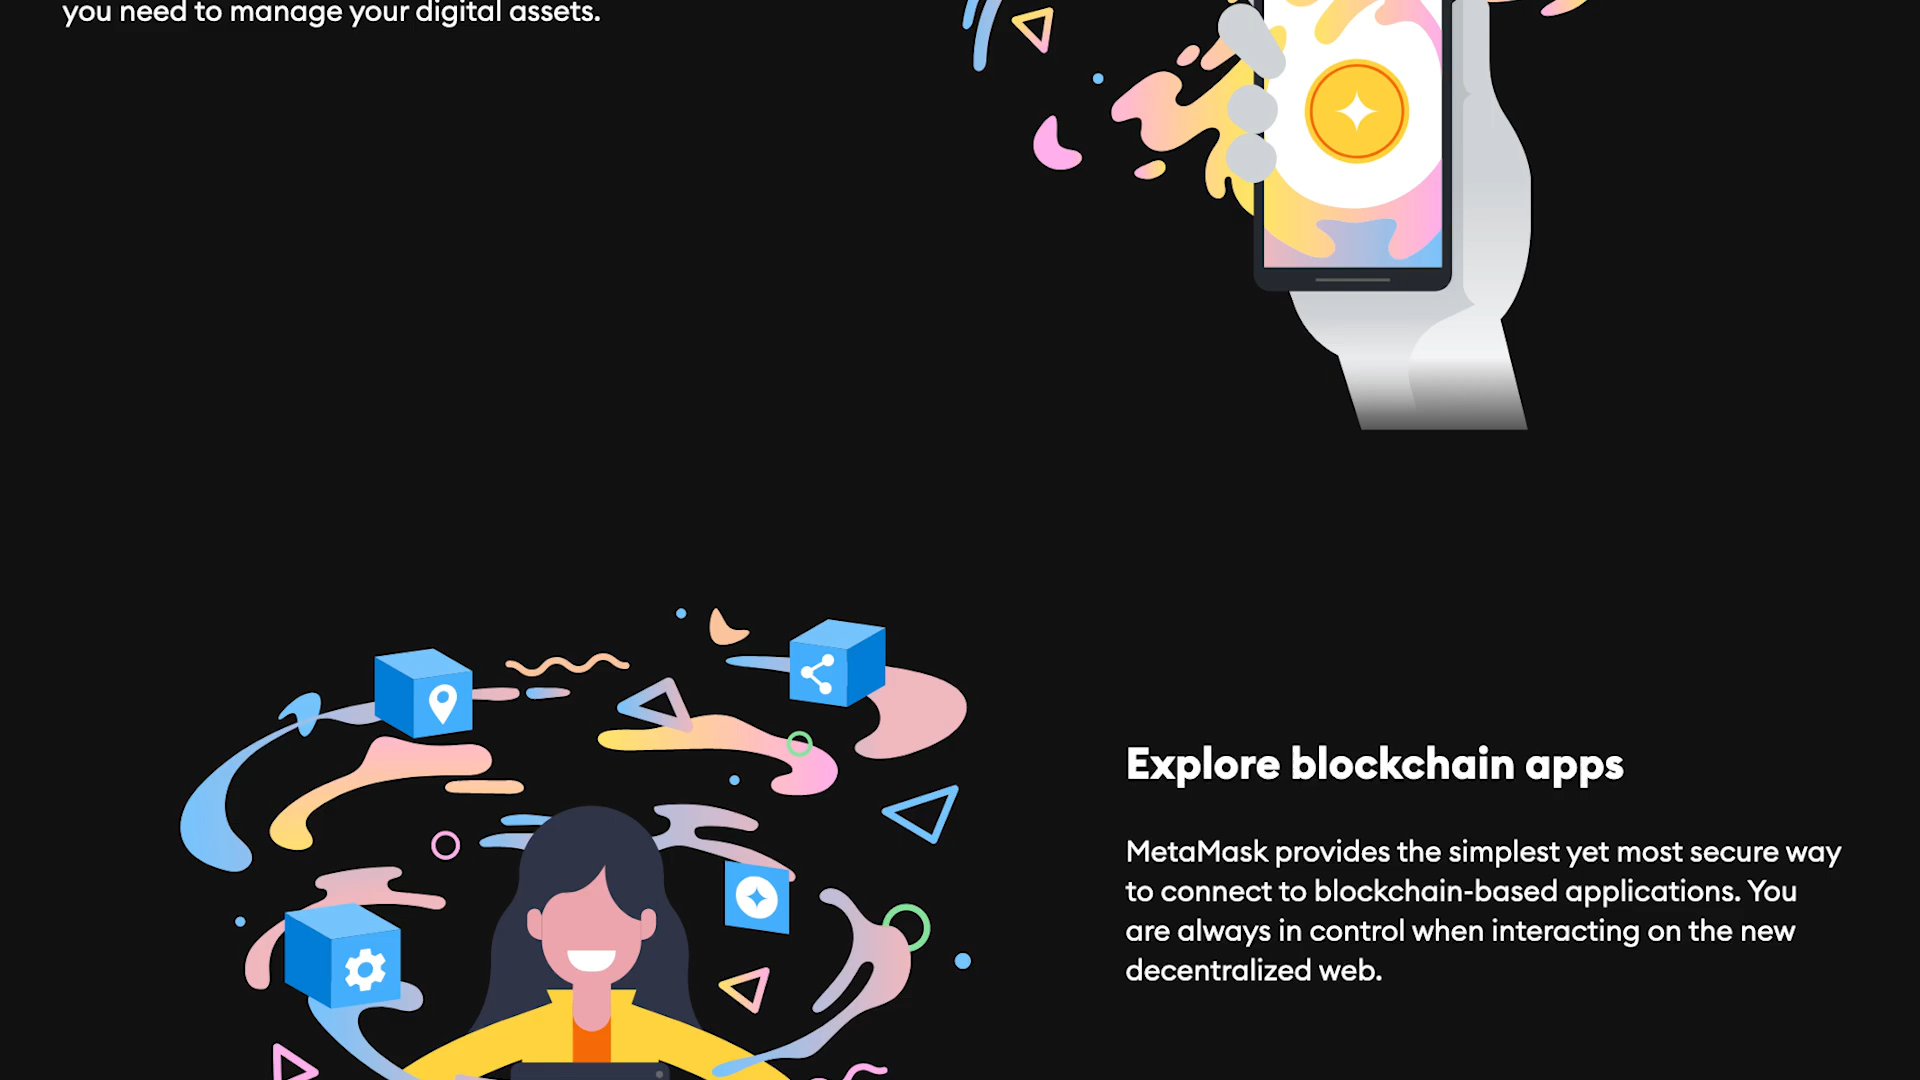 you need to manage your digital assets.
Explore blockchain apps
MetaMask provides the simplest yet most secure way
to connect to blockchain-based applications. You
are always in control when interacting on the new
decentralized web.